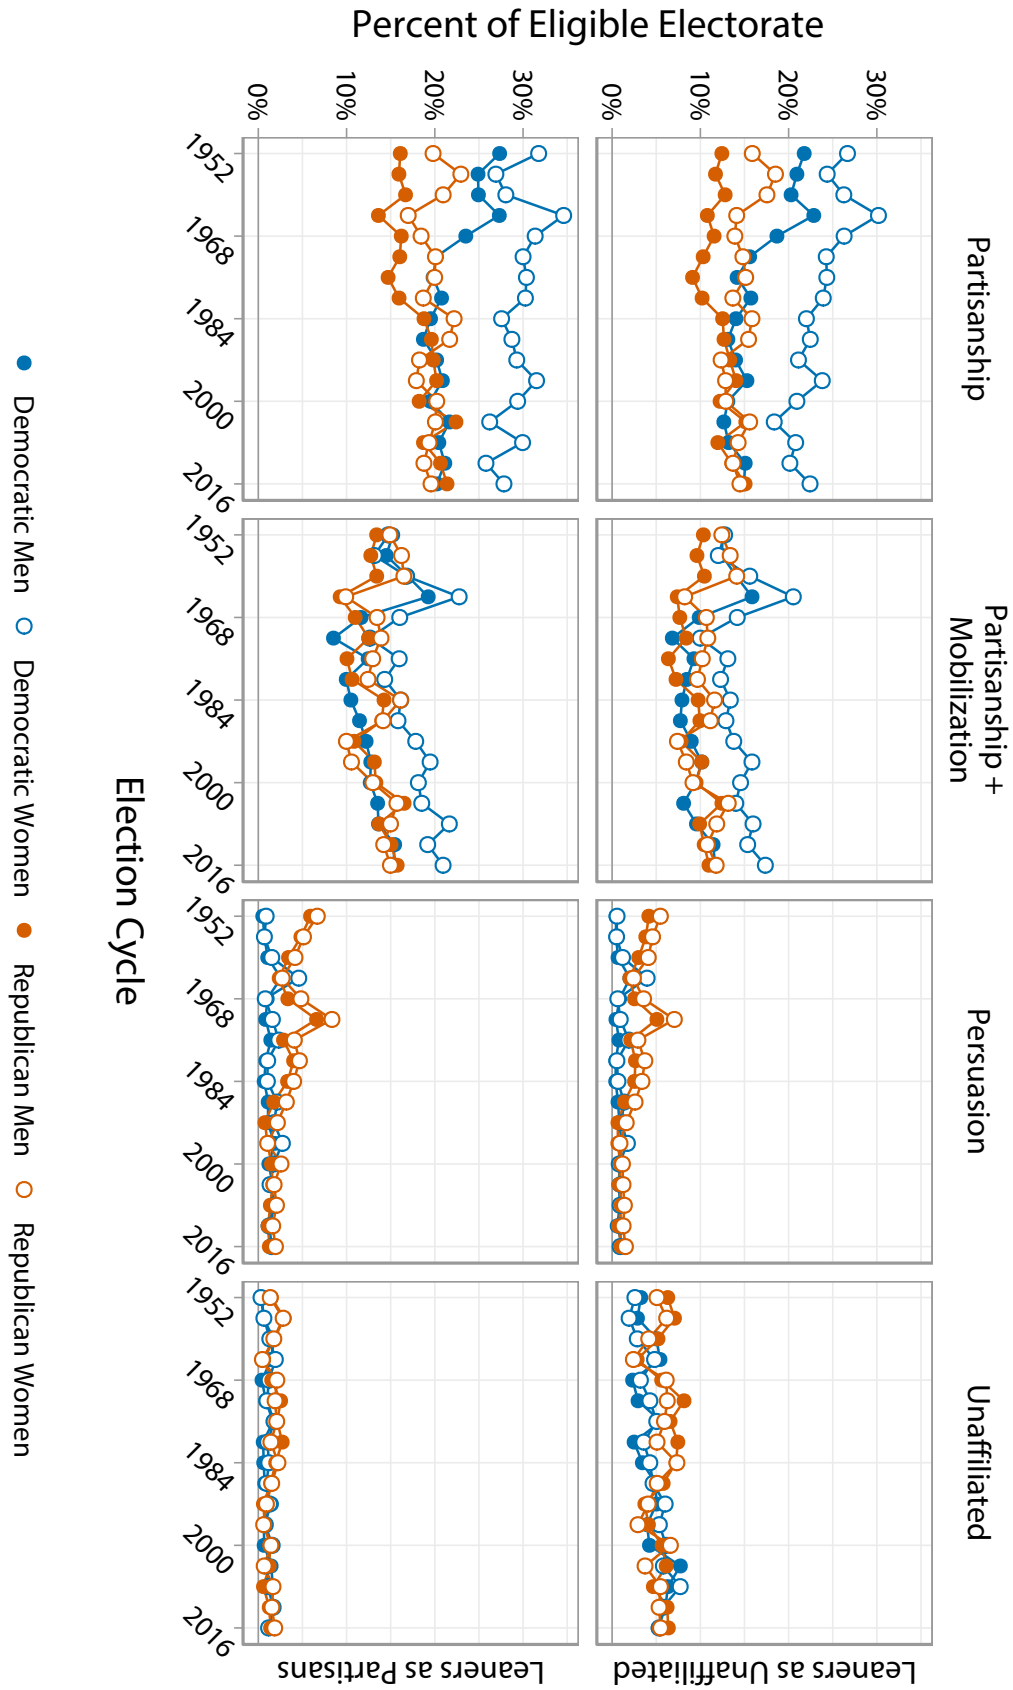 Percent of Eligible Electorate
Partisanship
Partisanship +
Mobilization
Persuasion
Unaffiliated
30%
20%
10%
0%
Leaners as Unaffiliated
30%
20%
10%
0%
Leaners as Partisans
1952
1968
1984
2000
2016
1952
1968
1984
2000
2016
1952
1968
1984
2000
2016
1952
1968
1984
2000
2016
Election Cycle
Democratic Men
Democratic Women
Republican Men
Republican Women